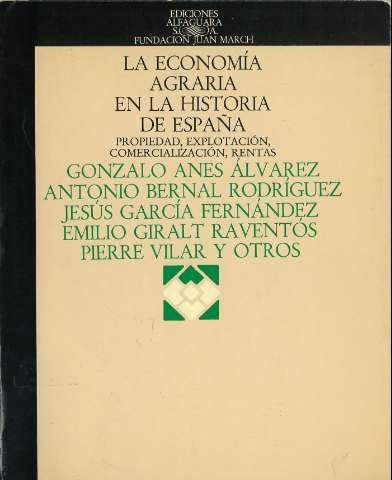 EDICIONES
ALFAGUARA
S. A.
FUNDACION JUAN MARCH
LA ECONOMÍA
AGRARIA
EN LA HISTORIA
DE ESPAÑA
PROPIEDAD, EXPLOTACIÓN,
COMERCIALIZACIÓN, RENTAS
GONZALO ANES ÁLVAREZ
ANTONIO BERNAL RODRÍGUEZ
JESÚS GARCÍA FERNÁNDEZ
EMILIO GIRALT RAVENTÓS
PIERRE VILAR Y OTROS